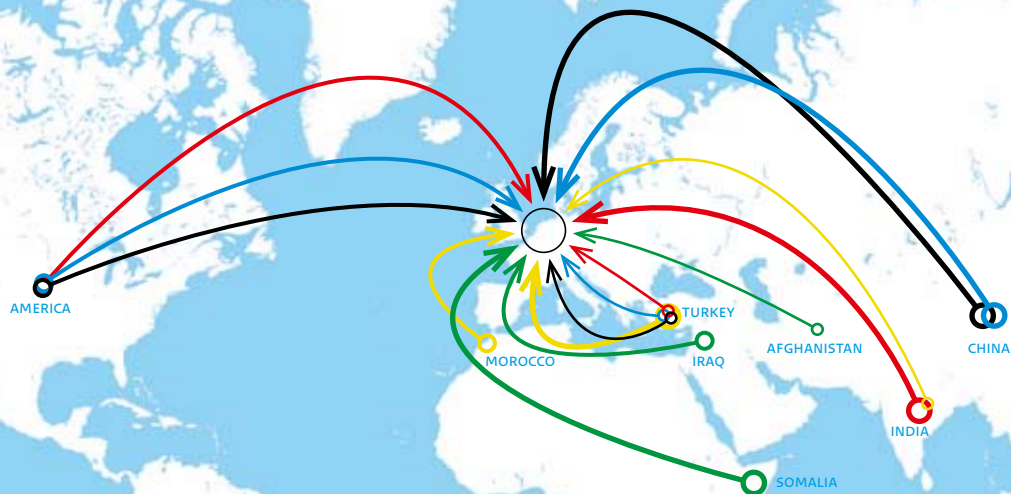 AMERICA
TURKEY
MOROCCO
IRAQ
AFGHANISTAN
CHINA
INDIA
SOMALIA